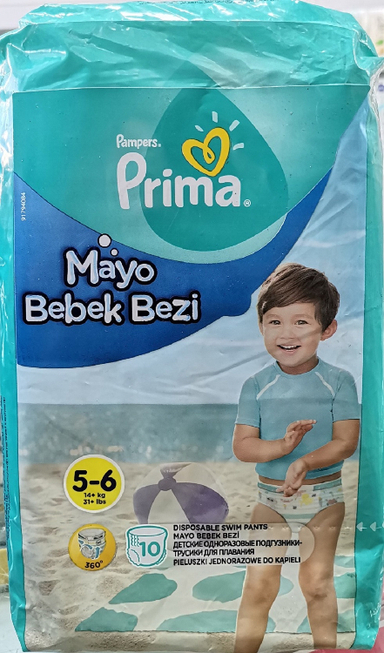 Pampers®
Prima®
91794084
Mayo
Bebek Bezi
5-6
14+ kg
31+ lbs
360°
10
DISPOSABLE SWIM PANTS
MAYO BEBEK BEZİ
ДЕТСКИЕ ОДНОРАЗОВЫЕ ПОДГУЗНИКИ-
ТРУСИКИ ДЛЯ ПЛАВАНИЯ
PIELUSZKI JEDNORAZOWE DO KĄPIELI